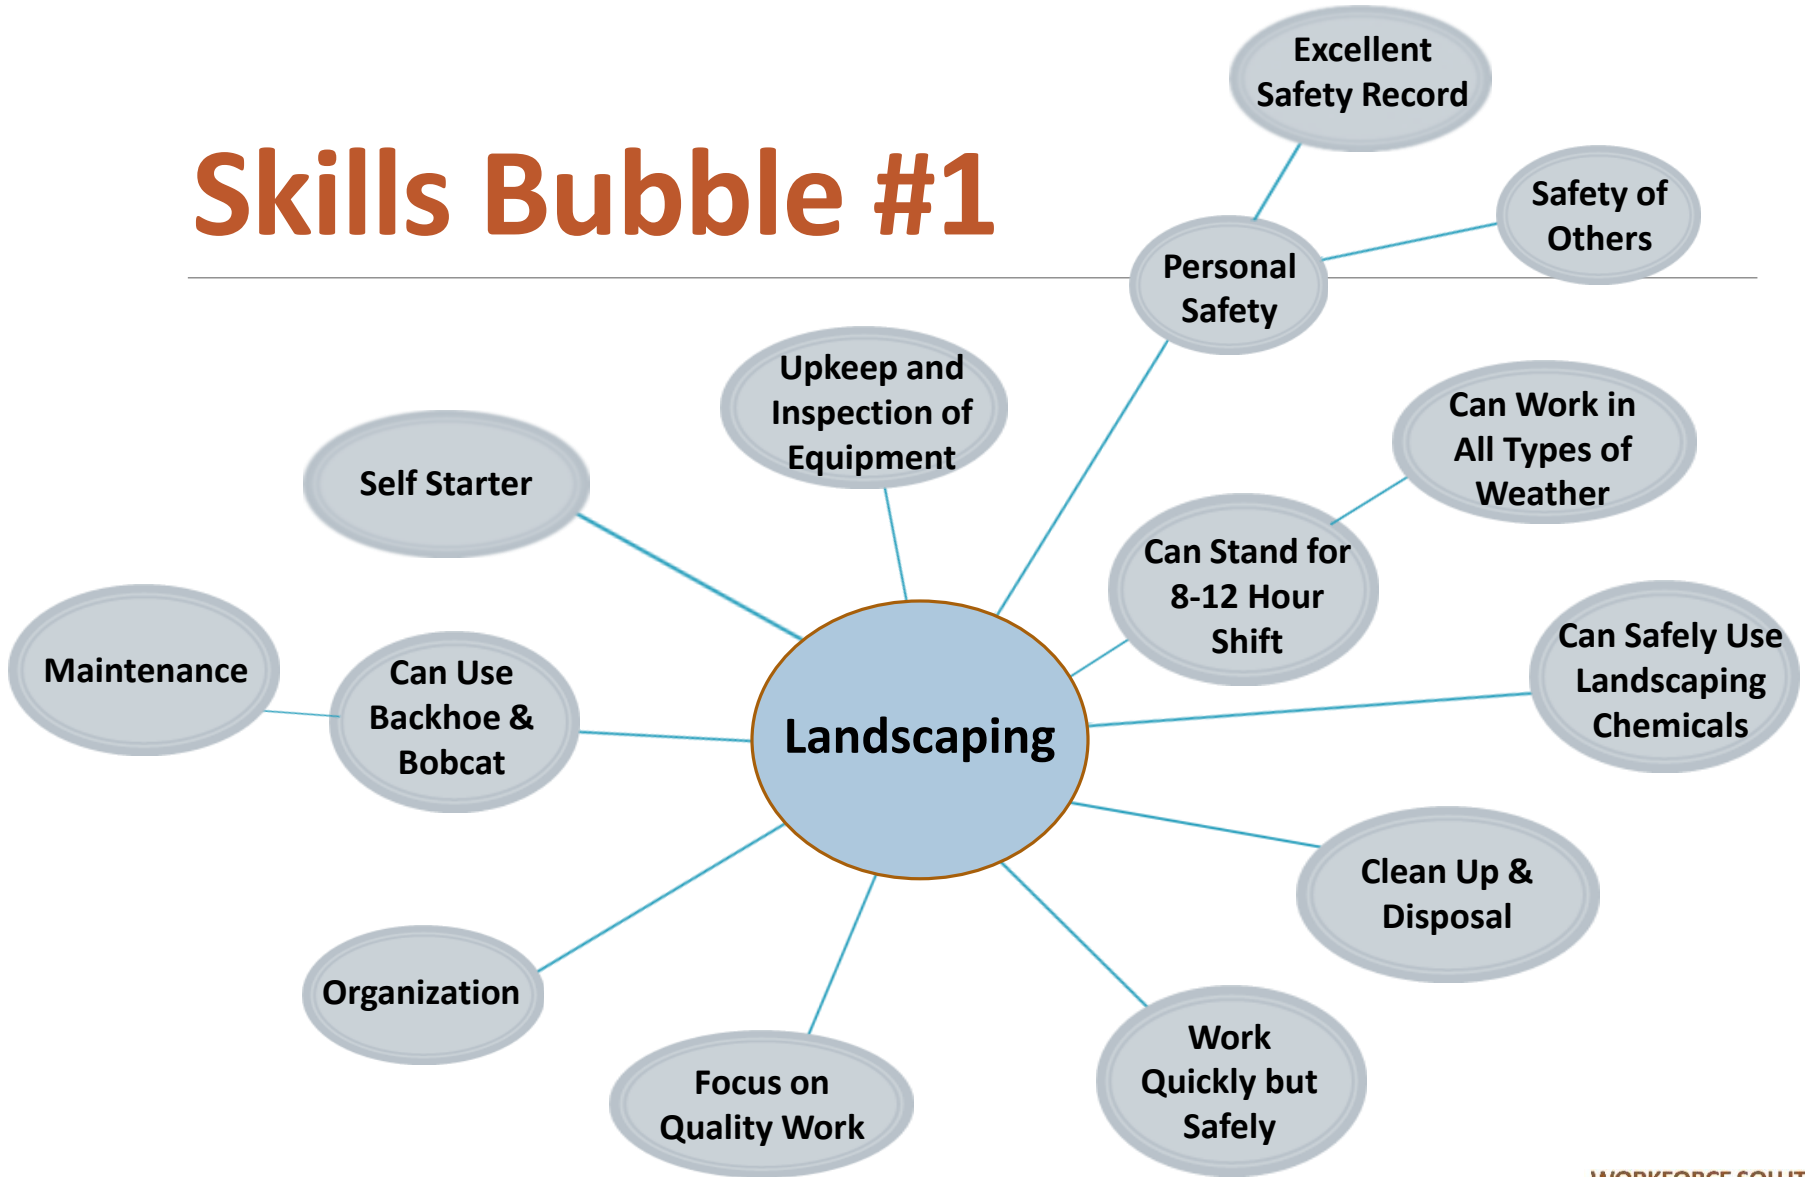 Skills Bubble #1
Excellent
Safety Record
Safety of
Others
Personal
Safety
Upkeep and
Inspection of
Equipment
Can Work in
All Types of
Weather
Self Starter
Can Stand for
8-12 Hour
Shift
Maintenance
Can Use
Backhoe &
Bobcat
Can Safely Use
Landscaping
Chemicals
Landscaping
Clean Up &
Disposal
Organization
Focus on
Quality Work
Work
Quickly but
Safely
WORKFORCE